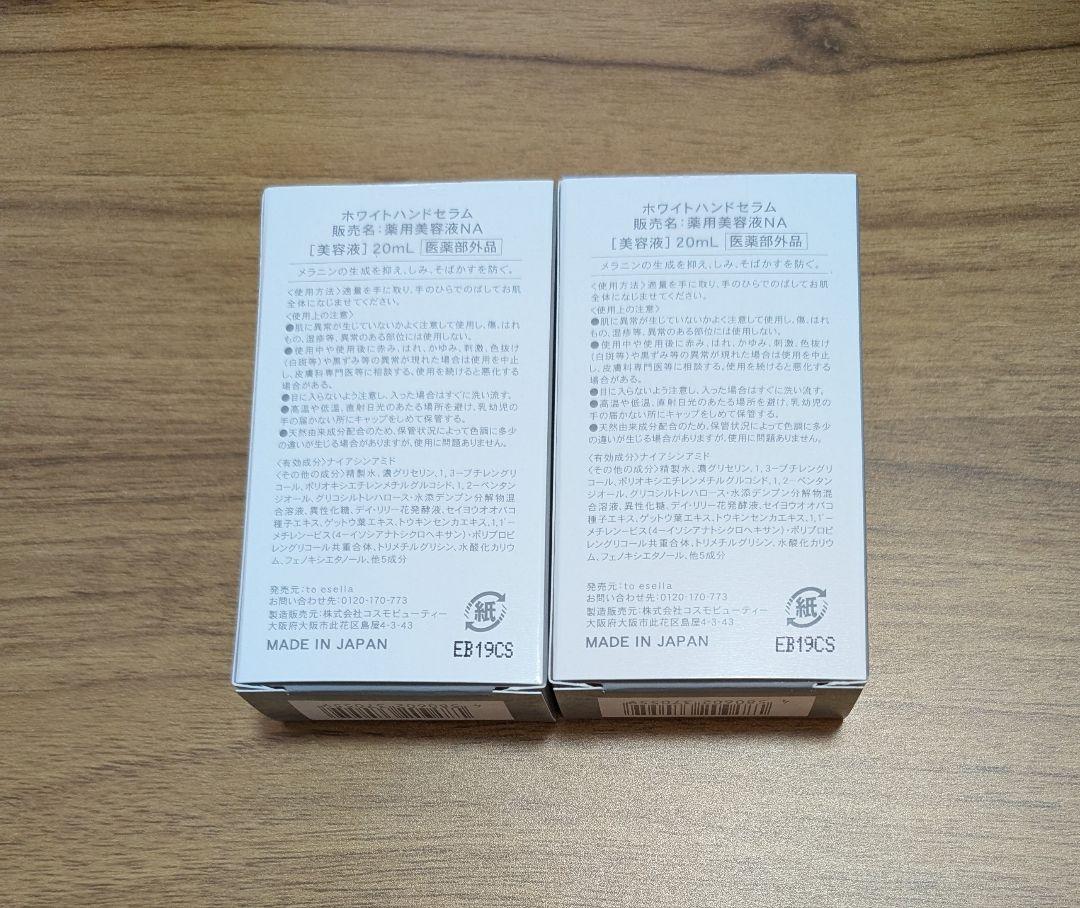 ホワイトハンドセラム
販売名:薬用美容液NA
[美容液] 20mL 医薬部外品
メラニンの生成を抑え、しみ、そばかすを防ぐ。
〈使用方法〉適量を手に取り、手のひらでのばしてお肌
全体になじませてください。
〈使用上の注意〉
●肌に異常が生じていないかよく注意して使用し、傷、はれ
もの、湿疹等、異常のある部位には使用しない。
●使用中や使用後に赤み、はれ、かゆみ、刺激、色抜け
(白斑等)や黒ずみ等の異常が現れた場合は使用を中止
し、皮膚科専門医等に相談する。使用を続けると悪化する
場合がある。
●目に入らないよう注意し、入った場合はすぐに洗い流す。
●高温や低温、直射日光のあたる場所を避け、乳幼児の
手の届かない所にキャップをしめて保管する。
●天然由来成分配合のため、保管状況によって色調に多少
の違いが生じる場合がありますが、使用に問題ありません。
〈有効成分〉ナイアシンアミド
〈その他の成分〉精製水、濃グリセリン、1,3-ブチレングリ
コール、ポリオキシエチレンメチルグルコシド、1,2-ペンタン
ジオール、グリコシルトレハロース・水添デンプン分解物混
合溶液、異性化糖、デイ・リリー花発酵液、セイヨウオオバコ
種子エキス、ゲットウ葉エキス、トウキンセンカエキス、1,1'-
メチレン-ビス(4-イソシアナトシクロヘキサン)・ポリプロピ
レングリコール共重合体、トリメチルグリシン、水酸化カリウ
ム、フェノキシエタノール、他5成分
発売元:to esella
お問い合わせ先:0120-170-773
製造販売元:株式会社コスモビューティー
大阪府大阪市此花区島屋4-3-43
MADE IN JAPAN
紙
EB19CS
ホワイトハンドセラム
販売名:薬用美容液NA
[美容液] 20mL 医薬部外品
メラニンの生成を抑え、しみ、そばかすを防ぐ。
〈使用方法〉適量を手に取り、手のひらでのばしてお肌
全体になじませてください。
〈使用上の注意〉
●肌に異常が生じていないかよく注意して使用し、傷、はれ
もの、湿疹等、異常のある部位には使用しない。
●使用中や使用後に赤み、はれ、かゆみ、刺激、色抜け
(白斑等)や黒ずみ等の異常が現れた場合は使用を中止
し、皮膚科専門医等に相談する。使用を続けると悪化する
場合がある。
●目に入らないよう注意し、入った場合はすぐに洗い流す。
●高温や低温、直射日光のあたる場所を避け、乳幼児の
手の届かない所にキャップをしめて保管する。
●天然由来成分配合のため、保管状況によって色調に多少
の違いが生じる場合がありますが、使用に問題ありません。
〈有効成分〉ナイアシンアミド
〈その他の成分〉精製水、濃グリセリン、1,3-ブチレングリ
コール、ポリオキシエチレンメチルグルコシド、1,2-ペンタン
ジオール、グリコシルトレハロース・水添デンプン分解物混
合溶液、異性化糖、デイ・リリー花発酵液、セイヨウオオバコ
種子エキス、ゲットウ葉エキス、トウキンセンカエキス、1,1'-
メチレン-ビス(4-イソシアナトシクロヘキサン)・ポリプロピ
レングリコール共重合体、トリメチルグリシン、水酸化カリウ
ム、フェノキシエタノール、他5成分
発売元:to esella
お問い合わせ先:0120-170-773
製造販売元:株式会社コスモビューティー
大阪府大阪市此花区島屋4-3-43
MADE IN JAPAN
紙
EB19CS